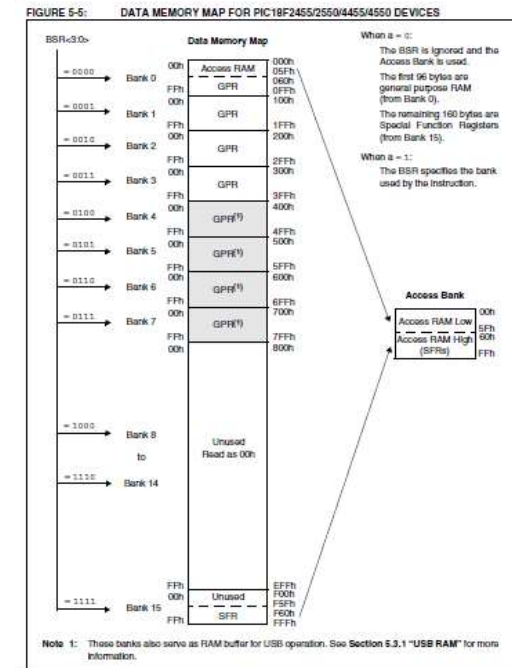 FIGURE 5-5: DATA MEMORY MAP FOR PIC18F2455/2550/4455/4550 DEVICES
BSR<3:0>
Data Memory Map
= 0000
Bank 0
00h
Access RAM
000h
05Fh
060h
FFh
GPR
0FFh
= 0001
Bank 1
00h
GPR
100h
FFh
1FFh
= 0010
Bank 2
00h
GPR
200h
FFh
2FFh
= 0011
Bank 3
00h
GPR
300h
FFh
3FFh
= 0100
Bank 4
00h
GPR(1)
400h
FFh
4FFh
= 0101
Bank 5
00h
GPR(1)
500h
FFh
5FFh
= 0110
Bank 6
00h
GPR(1)
600h
FFh
6FFh
= 0111
Bank 7
00h
GPR(1)
700h
FFh
7FFh
00h
800h
= 1000
Bank 8
to
= 1110
Bank 14
Unused
Read as 00h
FFh
EFFh
= 1111
Bank 15
00h
Unused
F00h
F5Fh
F60h
SFR
FFh
FFFh
When a = 0:
The BSR is ignored and the
Access Bank is used.
The first 96 bytes are
general purpose RAM
(from Bank 0).
The remaining 160 bytes are
Special Function Registers
(from Bank 15).
When a = 1:
The BSR specifies the bank
used by the instruction.
Access Bank
Access RAM Low
00h
5Fh
Access RAM High
(SFRs)
60h
FFh
Note 1: These banks also serve as RAM buffer for USB operation. See Section 5.3.1 "USB RAM" for more
information.